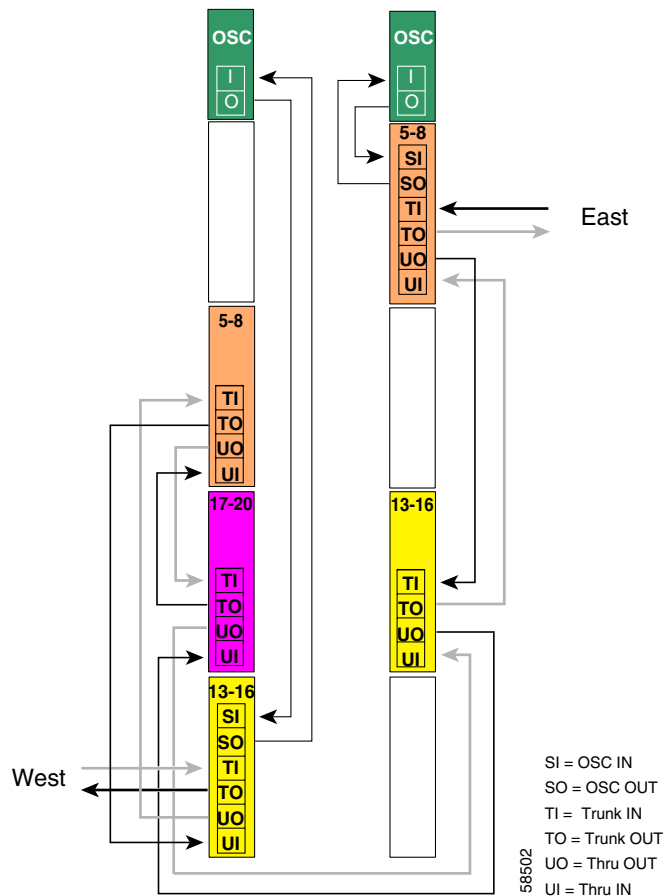 OSC
I
O
5-8
TI
TO
UO
UI
17-20
TI
TO
UO
UI
13-16
SI
SO
TI
TO
UO
UI
West
OSC
I
O
5-8
SI
SO
TI
TO
UO
UI
East
13-16
TI
TO
UO
UI
SI = OSC IN
SO = OSC OUT
TI = Trunk IN
TO = Trunk OUT
UO = Thru OUT
UI = Thru IN
58502